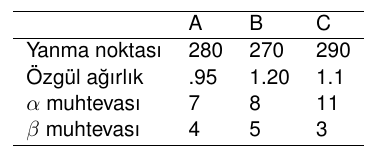 A B C
Yanma noktası 280 270 290
Özgül ağırlık .95 1.20 1.1
α muhtevası 7 8 11
β muhtevası 4 5 3